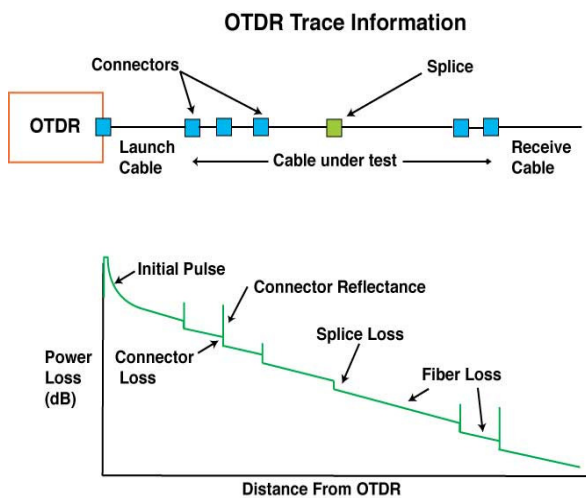 OTDR Trace Information
Connectors
Splice
OTDR
Launch
Cable
Cable under test
Receive
Cable
Initial Pulse
Connector Reflectance
Splice Loss
Power
Loss
(dB)
Connector
Loss
Fiber Loss
Distance From OTDR